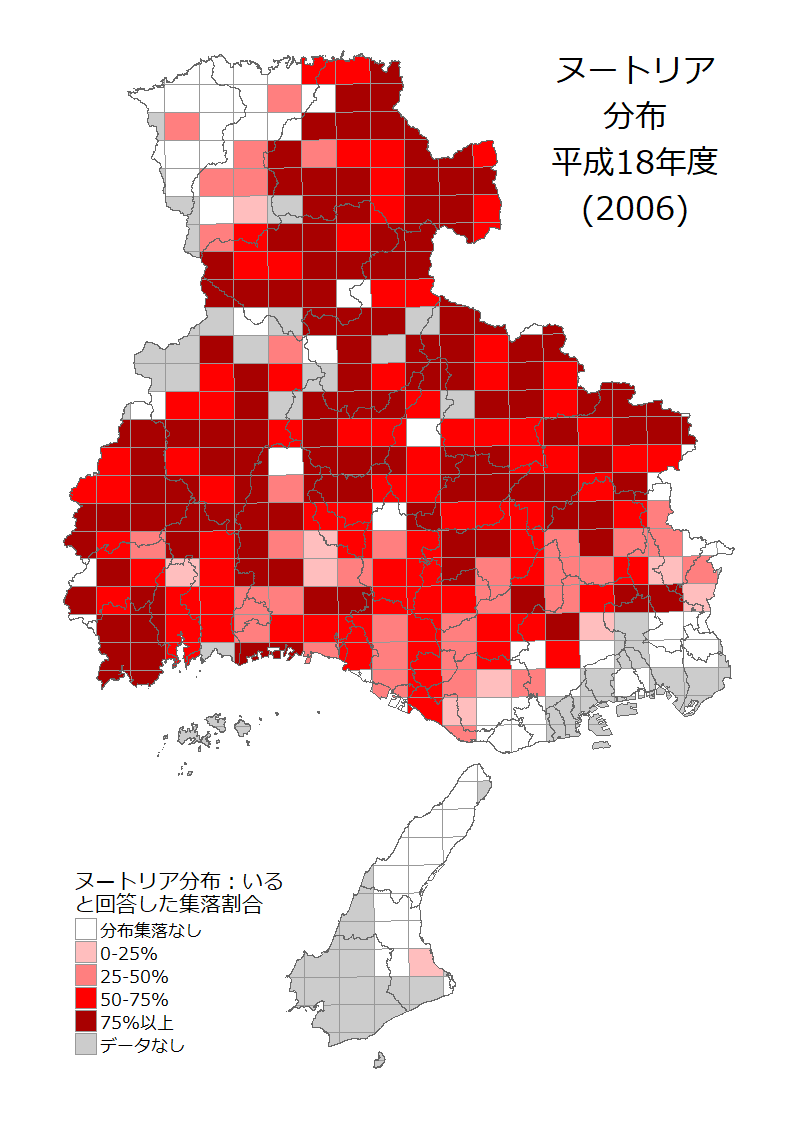 ヌートリア
分布
平成18年度
(2006)
ヌートリア分布：いる
と回答した集落割合
分布集落なし
0-25%
25-50%
50-75%
75%以上
データなし